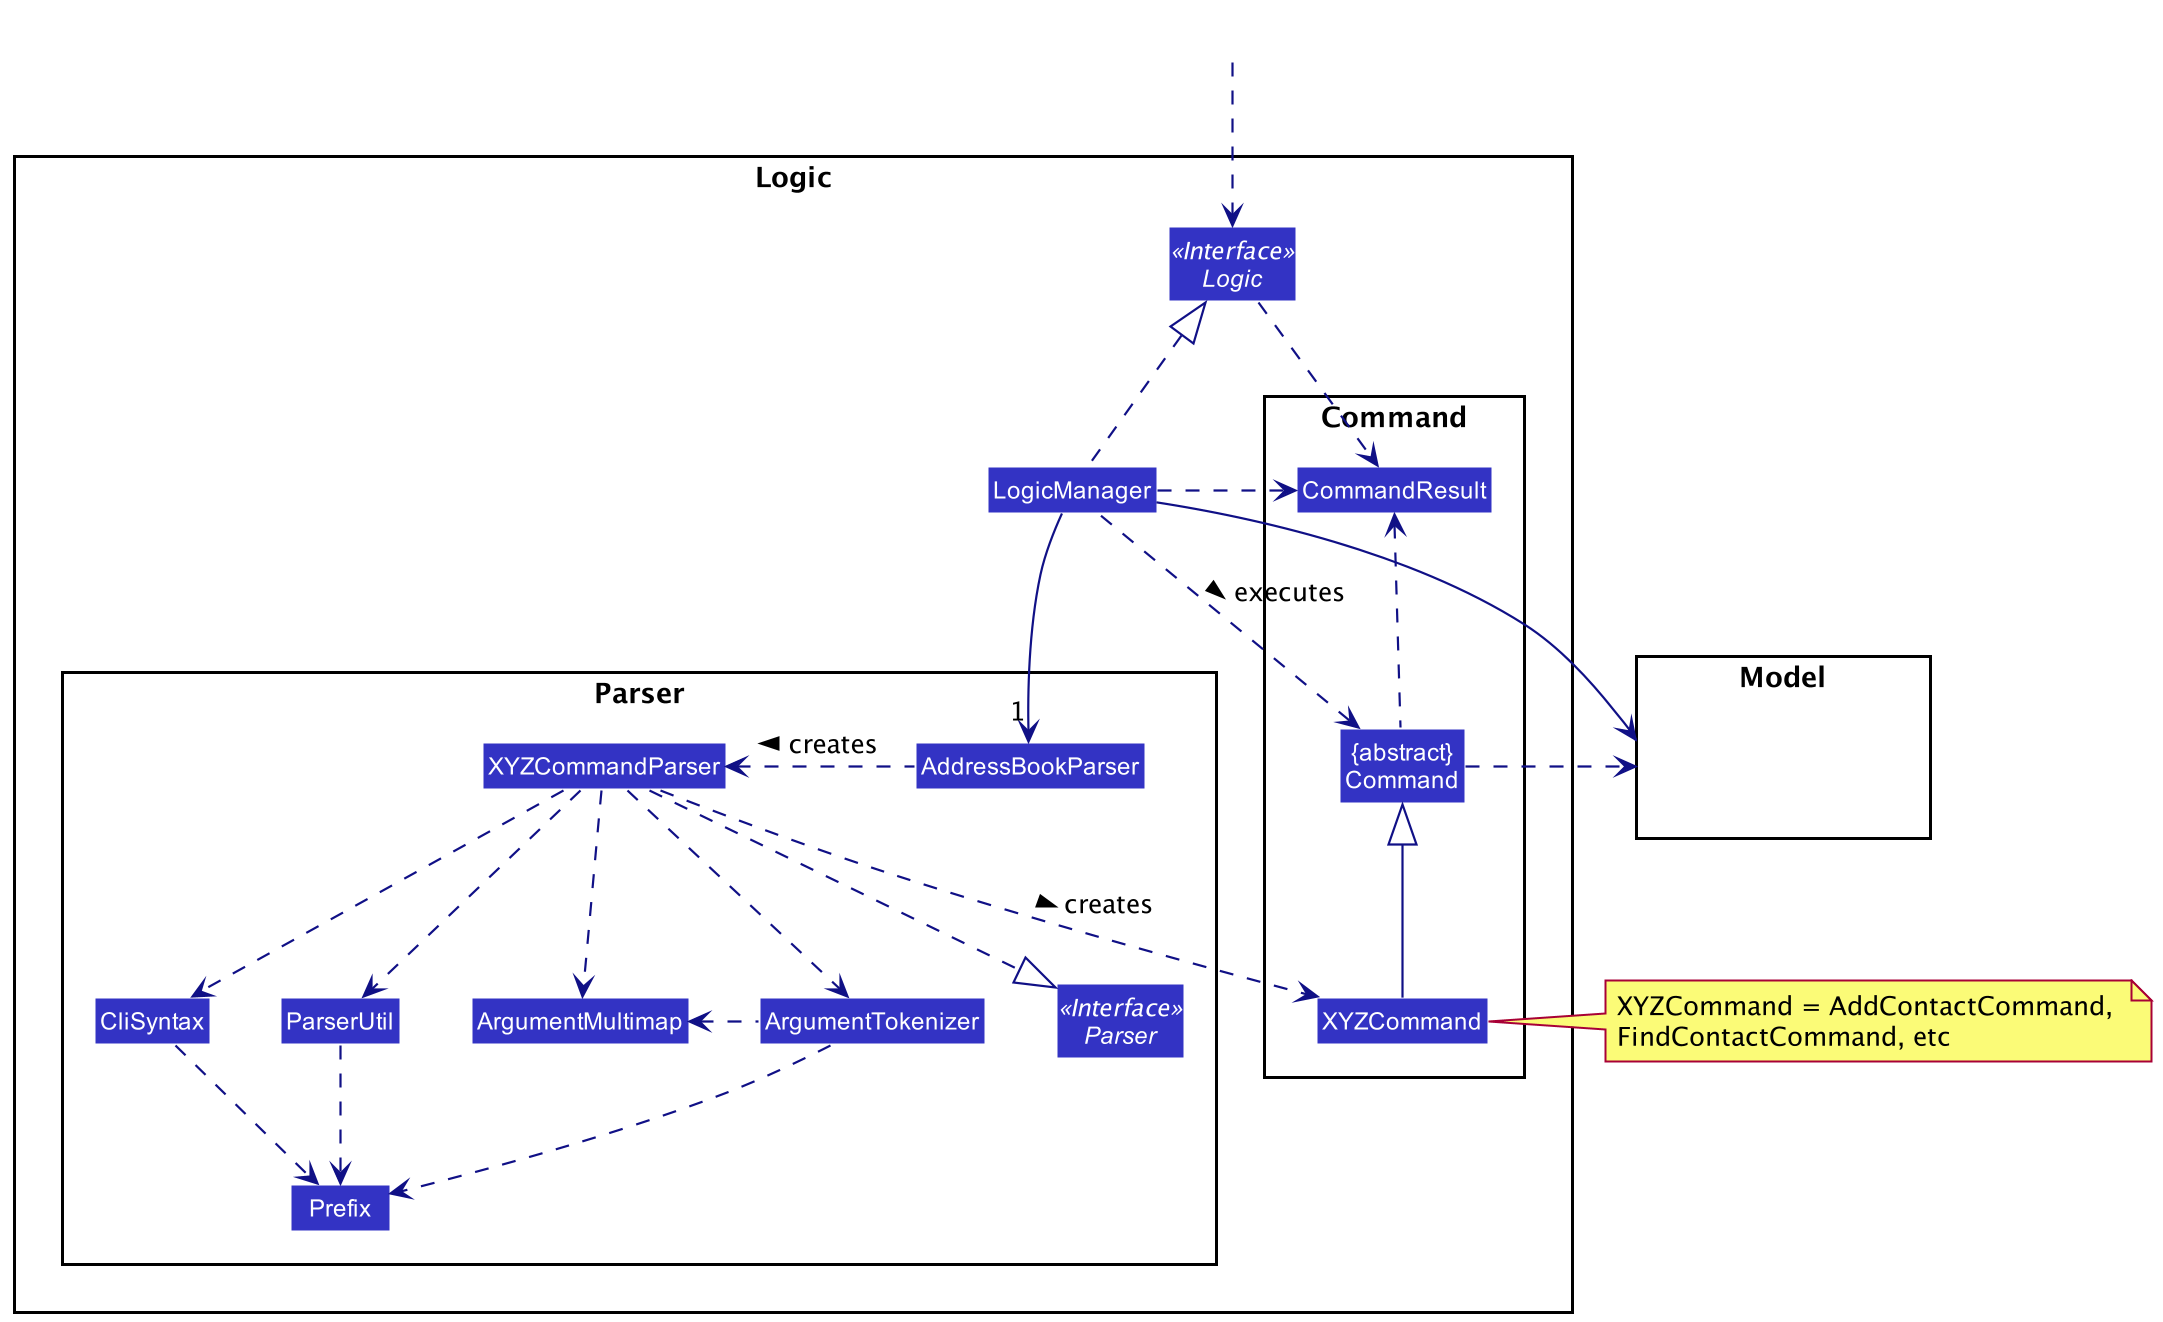 Logic
«Interface»
Logic
Command
LogicManager
CommandResult
executes
Model
Parser
1
creates
XYZCommandParser
AddressBookParser
{abstract}
Command
creates
CliSyntax
ParserUtil
ArgumentMultimap
ArgumentTokenizer
«Interface»
Parser
XYZCommand
XYZCommand = AddContactCommand,
FindContactCommand, etc
Prefix